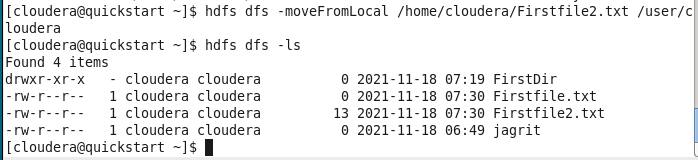 [cloudera@quickstart ~]$ hdfs dfs -moveFromLocal /home/cloudera/Firstfile2.txt /user/c
loudera
[cloudera@quickstart ~]$ hdfs dfs -ls
Found 4 items
drwxr-xr-x   - cloudera cloudera          0 2021-11-18 07:19 FirstDir
-rw-r--r--   1 cloudera cloudera          0 2021-11-18 07:30 Firstfile.txt
-rw-r--r--   1 cloudera cloudera         13 2021-11-18 07:30 Firstfile2.txt
-rw-r--r--   1 cloudera cloudera          0 2021-11-18 06:49 jagrit
[cloudera@quickstart ~]$